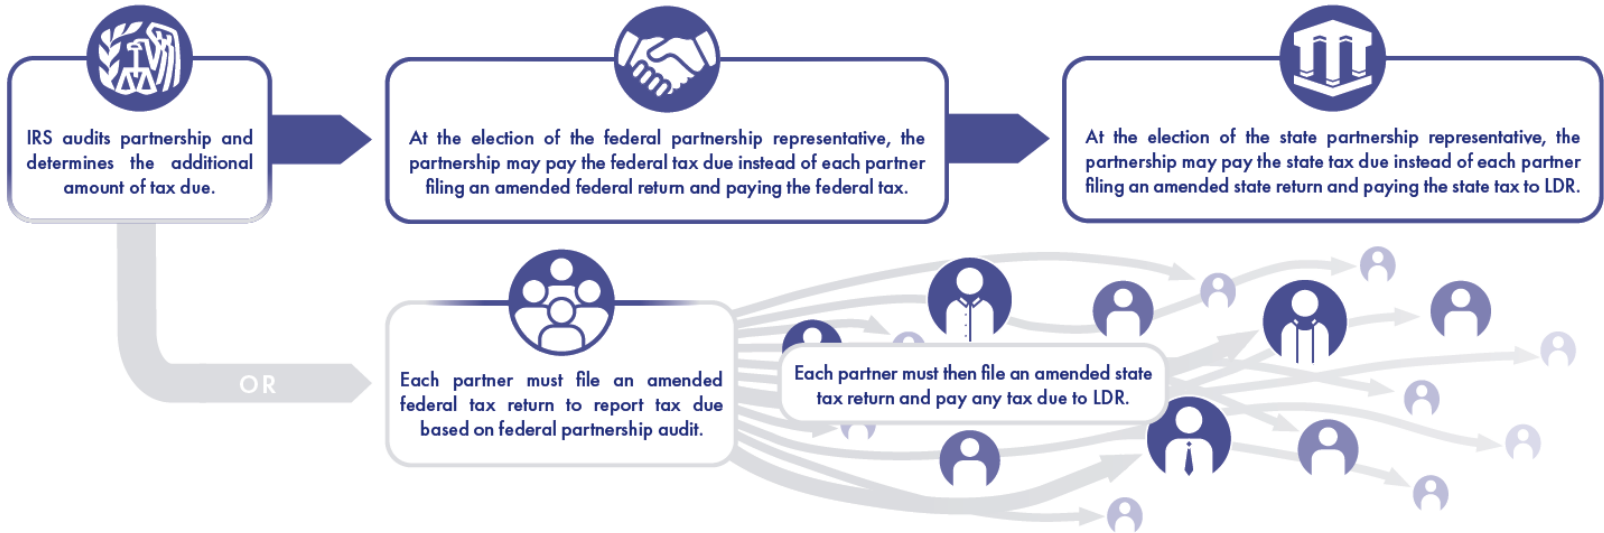 IRS audits partnership and
determines the additional
amount of tax due.
At the election of the federal partnership representative, the
partnership may pay the federal tax due instead of each partner
filing an amended federal return and paying the federal tax.
At the election of the state partnership representative, the
partnership may pay the state tax due instead of each partner
filing an amended state return and paying the state tax to LDR.
OR
Each partner must file an amended
federal tax return to report tax due
based on federal partnership audit.
Each partner must then file an amended state
tax return and pay any tax due to LDR.